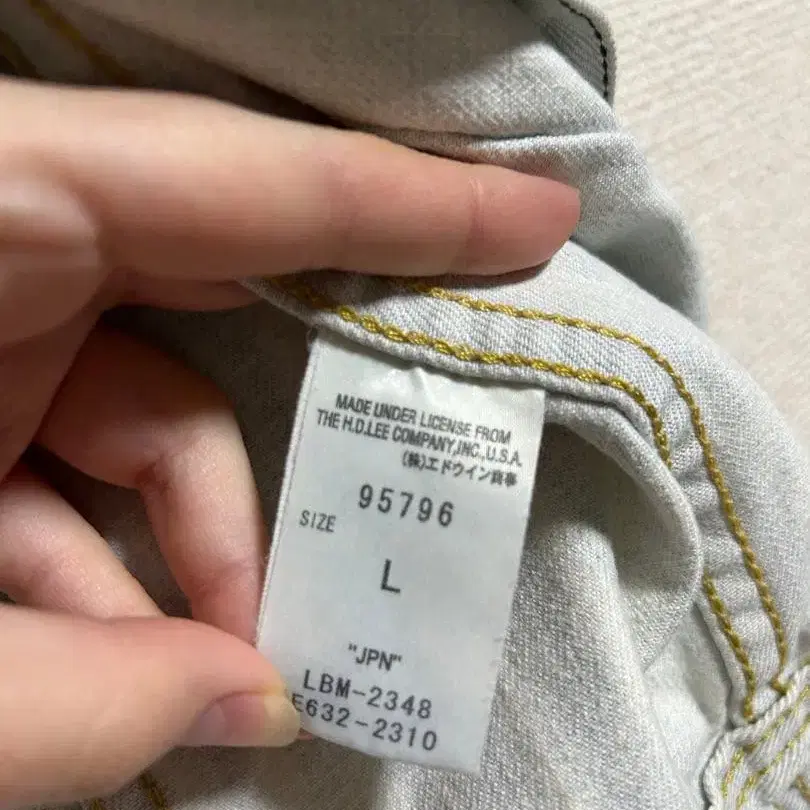 MADE UNDER LICENSE FROM
THE H.D.LEE COMPANY,INC.,U.S.A.
(株)エドウイン商事
95796
SIZE
L
"JPN"
LBM-2348
E632-2310